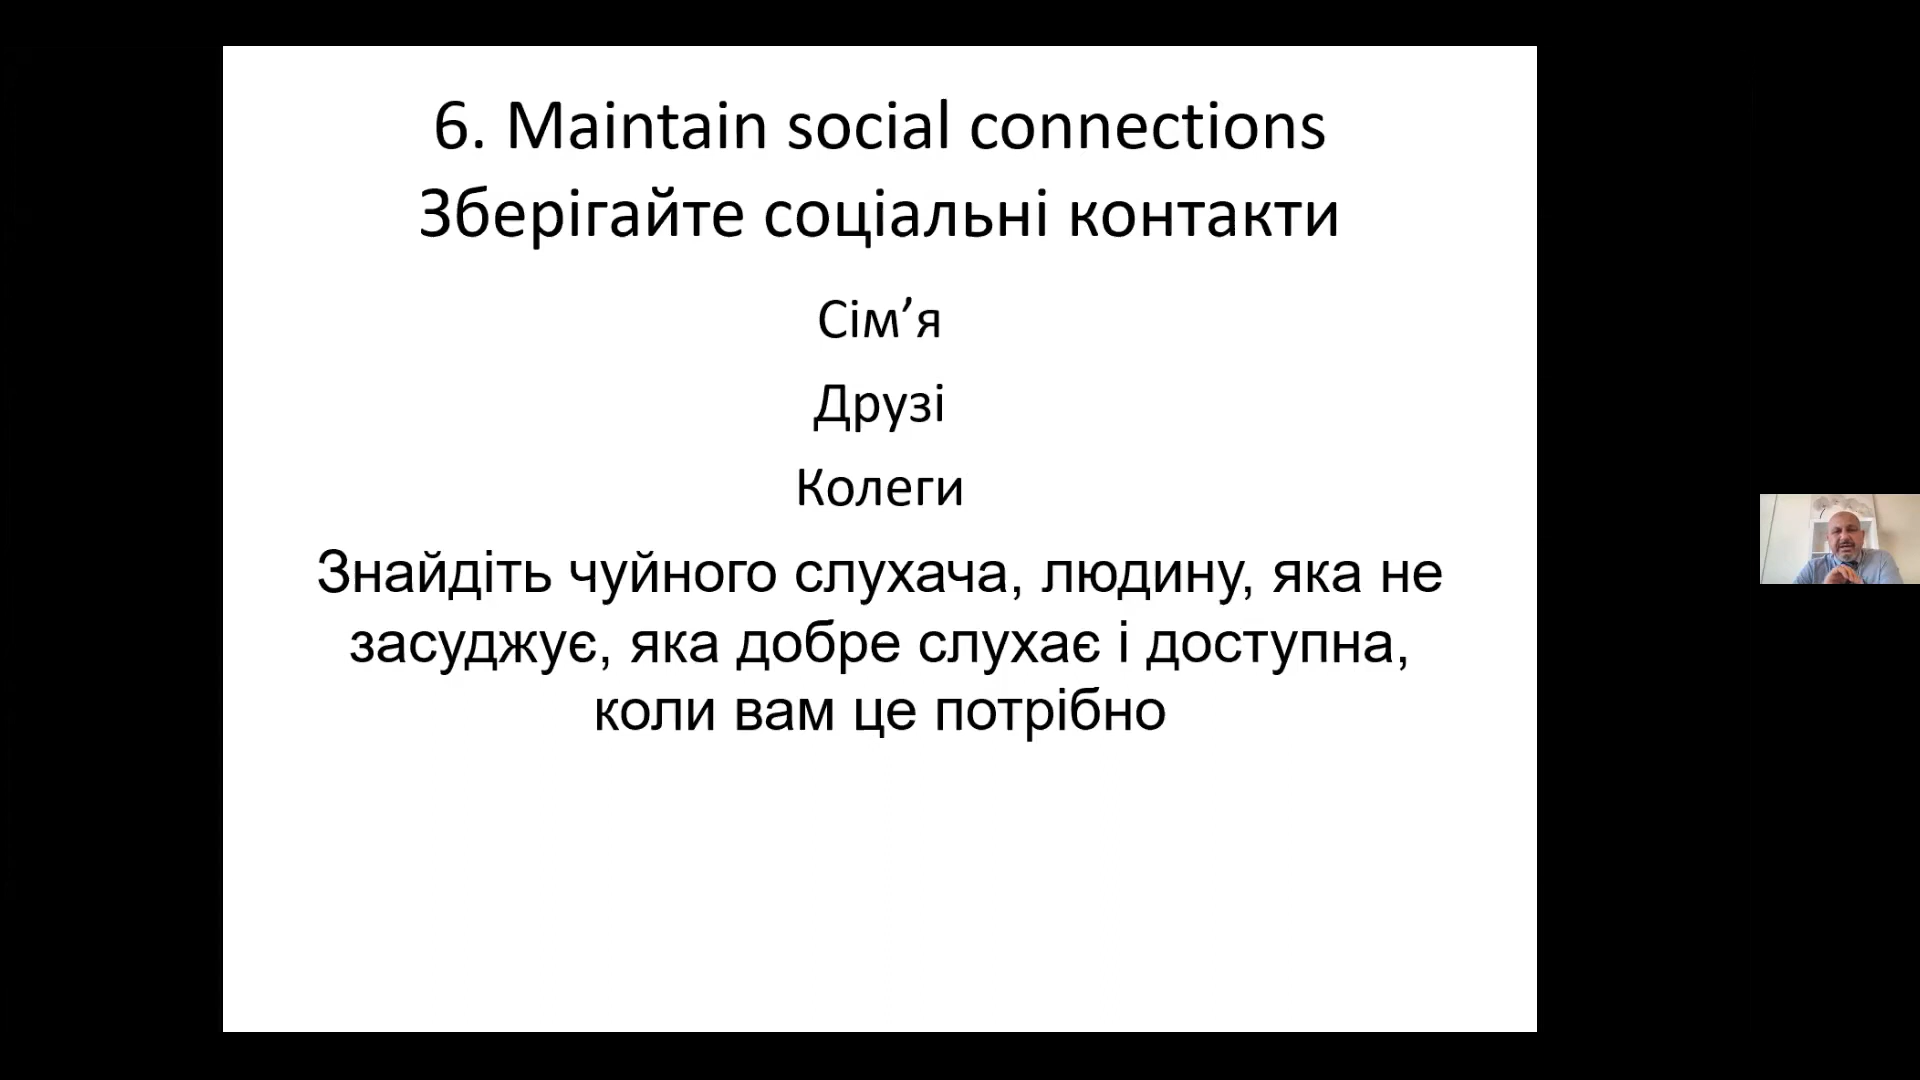 6. Maintain social connections
Зберігайте соціальні контакти
Сім’я
Друзі
Колеги
Знайдіть чуйного слухача, людину, яка не
засуджує, яка добре слухає і доступна,
коли вам це потрібно